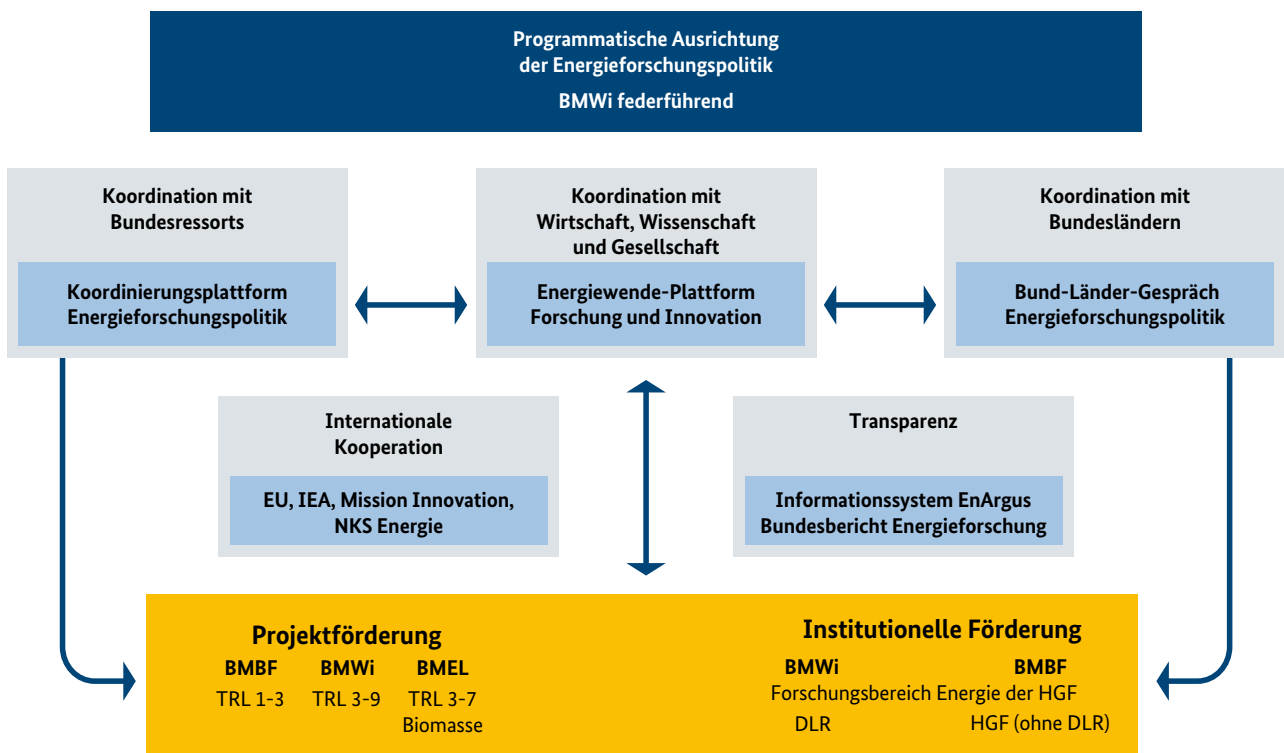 Programmatische Ausrichtung
der Energieforschungspolitik
BMWi federführend
Koordination mit
Bundesressorts
Koordinierungsplattform
Energieforschungspolitik
Koordination mit
Wirtschaft, Wissenschaft
und Gesellschaft
Energiewende-Plattform
Forschung und Innovation
Koordination mit
Bundesländern
Bund-Länder-Gespräch
Energieforschungspolitik
Internationale
Kooperation
EU, IEA, Mission Innovation,
NKS Energie
Transparenz
Informationssystem EnArgus
Bundesbericht Energieforschung
Projektförderung
BMBF BMWi BMEL
TRL 1-3 TRL 3-9 TRL 3-7
Biomasse
Institutionelle Förderung
BMWi BMBF
Forschungsbereich Energie der HGF
DLR HGF (ohne DLR)